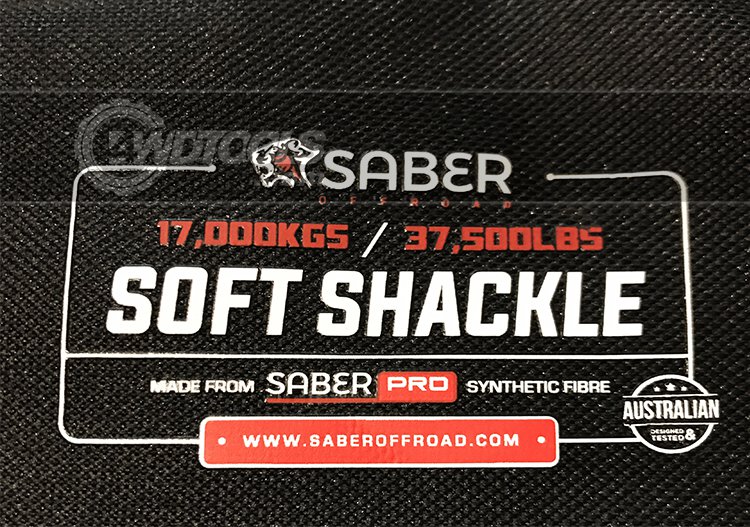 4WDTOOLS
SABER
OFFROAD
17,000KGS / 37,500LBS
SOFT SHACKLE
MADE FROM SABER PRO SYNTHETIC FIBRE
AUSTRALIAN
DESIGNED &
TESTED
WWW.SABEROFFROAD.COM